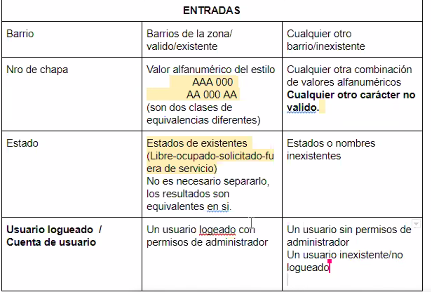 ENTRADAS
Barrio
Barrios de la zona/
valido/existente
Cualquier otro
barrio/inexistente
Nro de chapa
Valor alfanumérico del estilo
AAA 000
AA 000 AA
(son dos clases de
equivalencias diferentes)
Cualquier otra combinación
de valores alfanuméricos
Cualquier otro carácter no
valido.
Estado
Estados de existentes
(Libre-ocupado-solicitado-fu
era de servicio)
No es necesario separarlo,
los resultados son
equivalentes en si.
Estados o nombres
inexistentes
Usuario logueado /
Cuenta de usuario
Un usuario logeado con
permisos de administrador
Un usuario sin permisos de
administrador
Un usuario inexistente/no
logueado